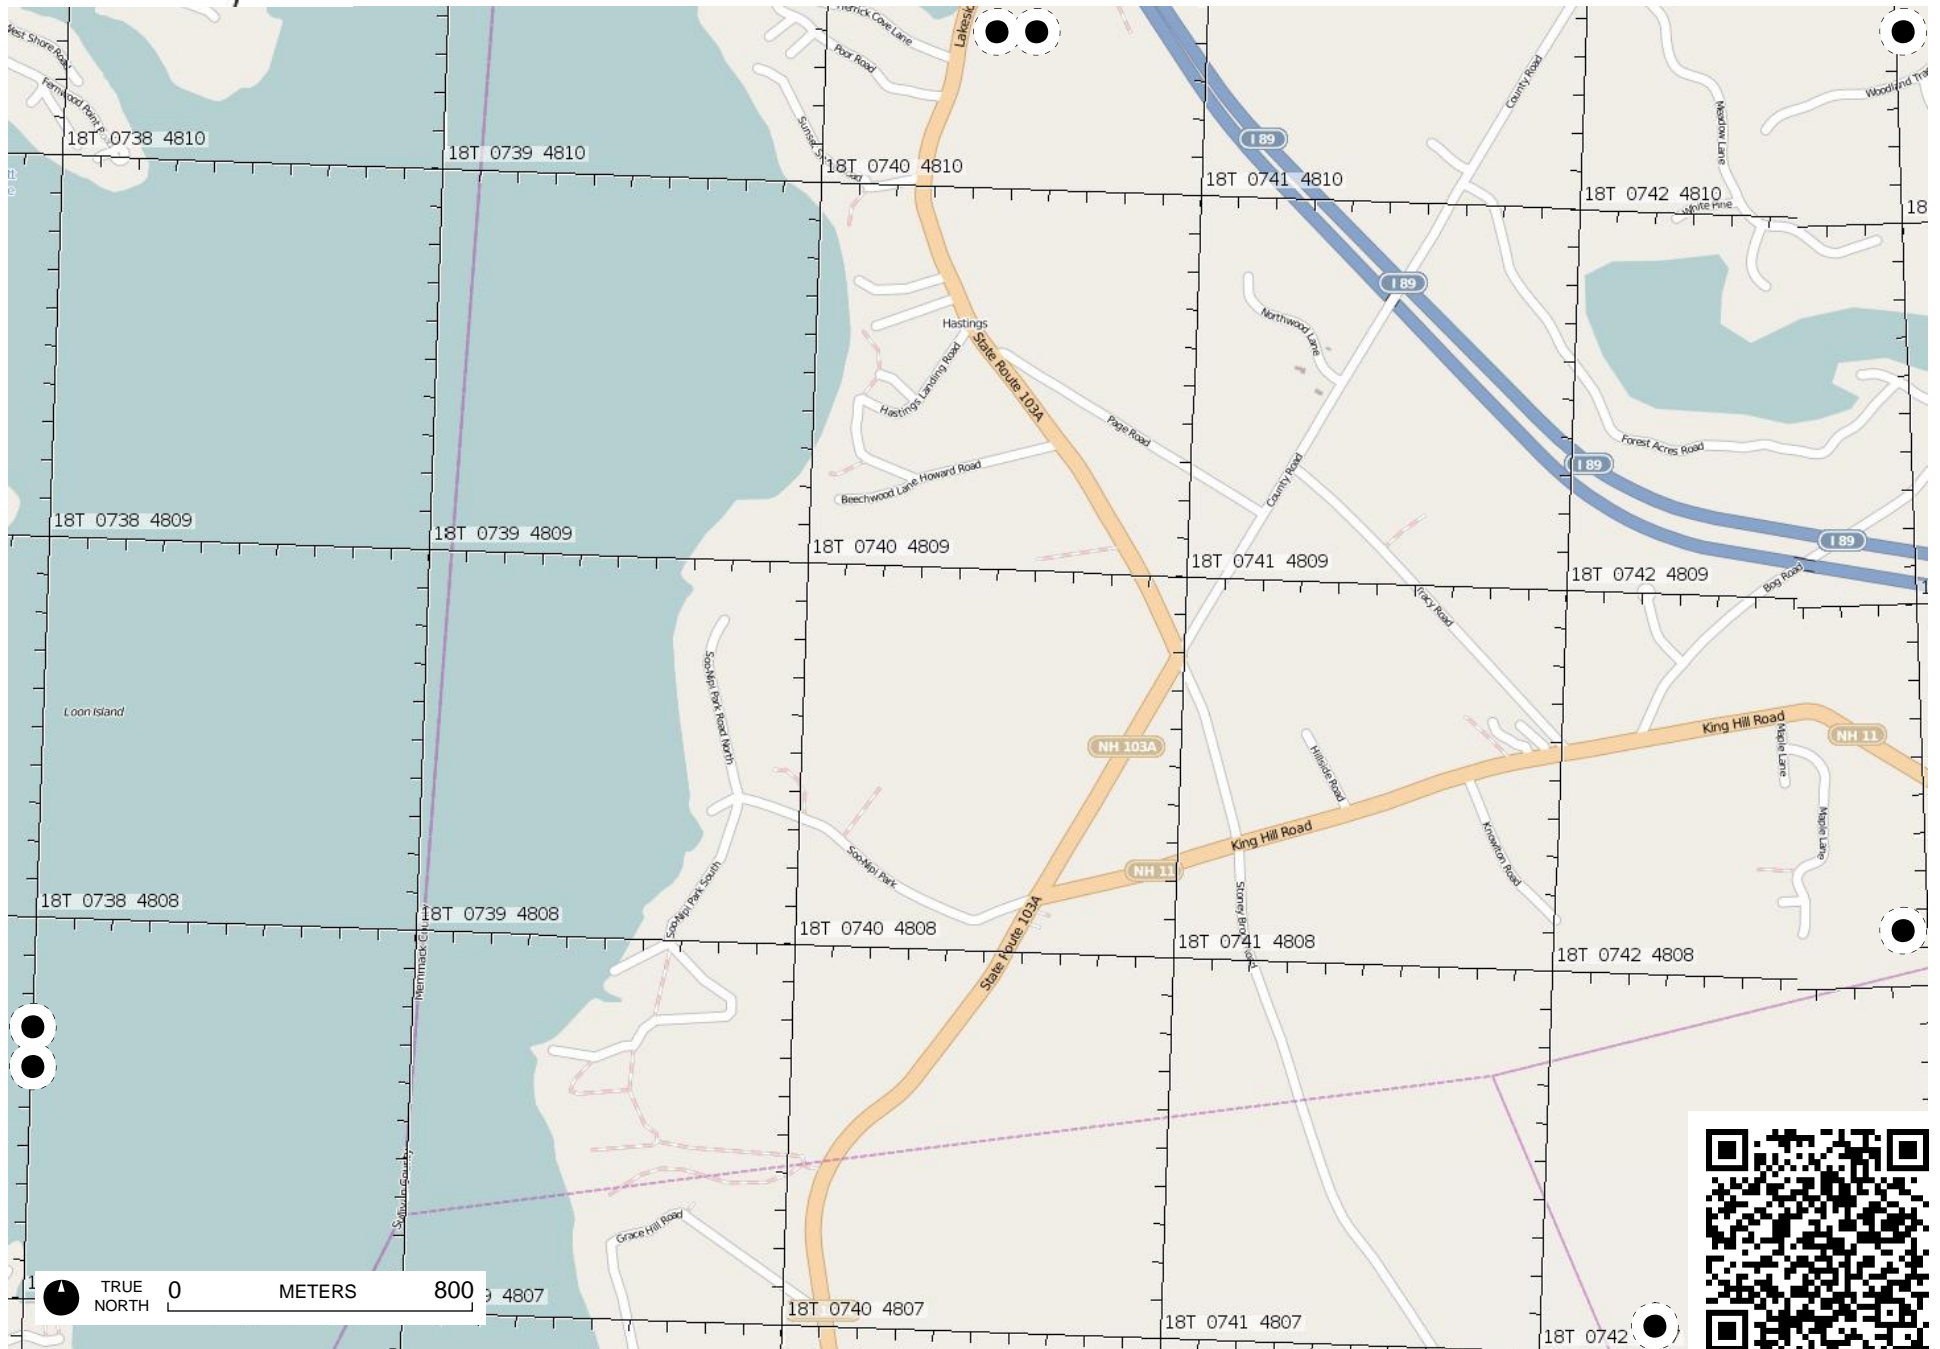 West Shore Road
Herrick Cove Lane
Poor Road
Fernwood Point
County Road
Meadow Lane
18T 0738 4810
18T 0739 4810
18T 0740 4810
I 89
18T 0741 4810
18T 0742 4810
White Pine
18
Hastings
State Route 103A
I 89
Northwood Lane
Hastings Landing Road
Page Road
Forest Acres Road
I 89
County Road
Beechwood Lane
Howard Road
18T 0738 4809
18T 0739 4809
18T 0740 4809
18T 0741 4809
18T 0742 4809
I 89
Bog Road
Tracy Road
Loon Island
Soo-Nipi Park Road North
NH 103A
King Hill Road
NH 11
Hillside Road
Maple Lane
King Hill Road
Maple Lane
Knowlton Road
Soo-Nipi Park
NH 11
Soo-Nipi Park South
18T 0738 4808
18T 0739 4808
18T 0740 4808
18T 0741 4808
18T 0742 4808
State Route 103A
Merrimack County
Sullivan County
Grace Hill Road
TRUE
NORTH
0 METERS 800
4807
18T 0740 4807
18T 0741 4807
18T 0742